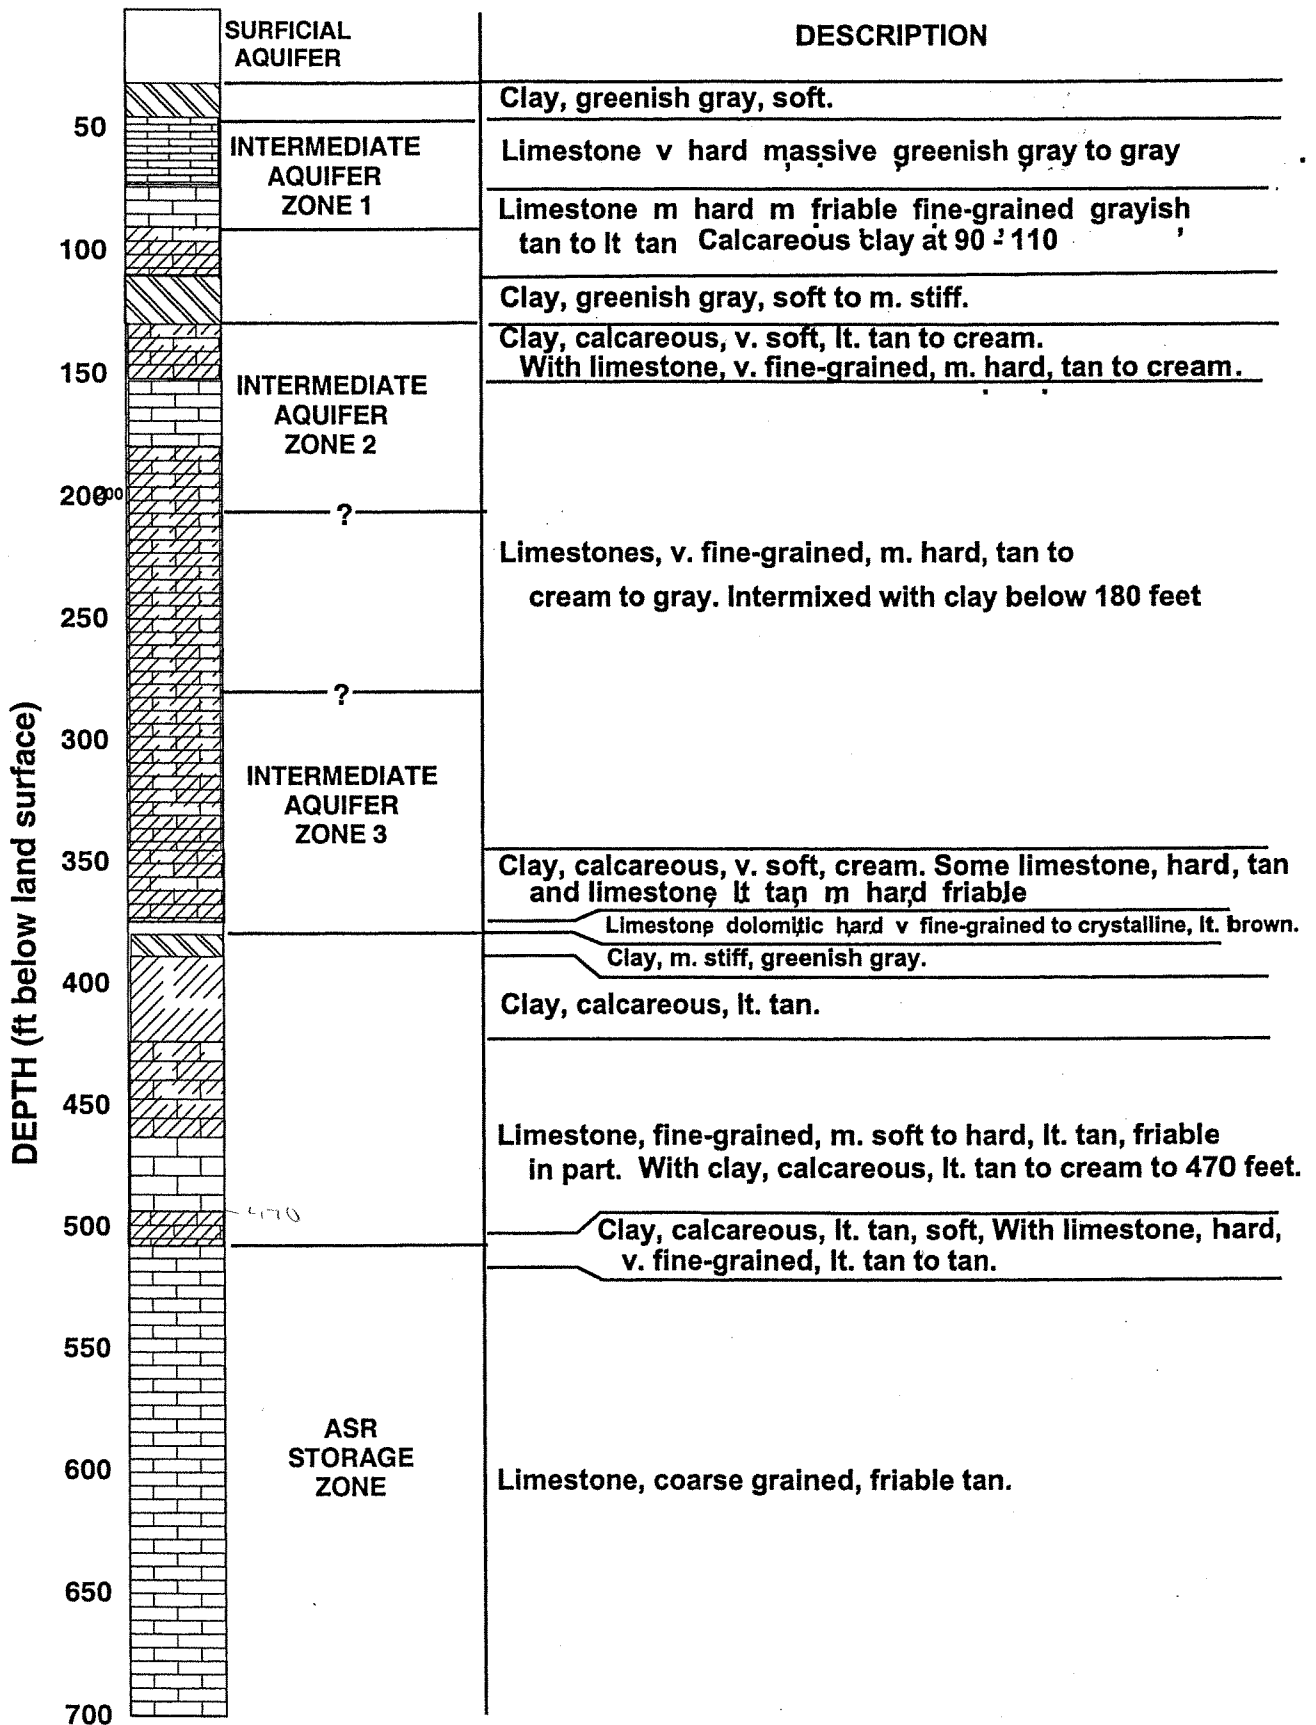 SURFICIAL
AQUIFER
DESCRIPTION
Clay, greenish gray, soft.
50
INTERMEDIATE
AQUIFER
ZONE 1
Limestone v hard massive greenish gray to gray
Limestone m hard m friable fine-grained grayish
tan to lt tan Calcareous clay at 90 - 110
100
Clay, greenish gray, soft to m. stiff.
Clay, calcareous, v. soft, lt. tan to cream.
With limestone, v. fine-grained, m. hard, tan to cream.
150
INTERMEDIATE
AQUIFER
ZONE 2
200
?
Limestones, v. fine-grained, m. hard, tan to
cream to gray. Intermixed with clay below 180 feet
250
?
300
INTERMEDIATE
AQUIFER
ZONE 3
DEPTH (ft below land surface)
350
Clay, calcareous, v. soft, cream. Some limestone, hard, tan
and limestone, lt tan, m hard friable
Limestone dolomitic hard v fine-grained to crystalline, lt. brown.
Clay, m. stiff, greenish gray.
400
Clay, calcareous, lt. tan.
450
Limestone, fine-grained, m. soft to hard, lt. tan, friable
in part. With clay, calcareous, lt. tan to cream to 470 feet.
470
500
Clay, calcareous, lt. tan, soft, With limestone, hard,
v. fine-grained, lt. tan to tan.
550
ASR
STORAGE
ZONE
600
Limestone, coarse grained, friable tan.
650
700